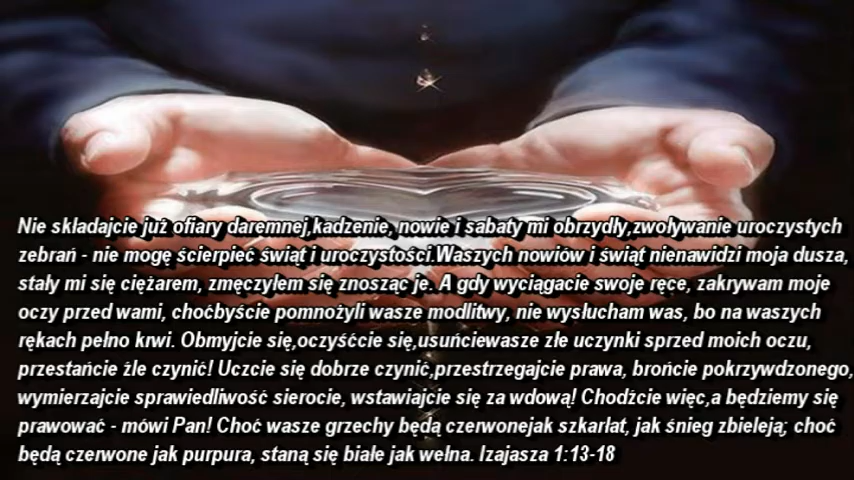 Nie składajcie już ofiary daremnej,kadzenie, nowie i sabaty mi obrzydły,zwoływanie uroczystych
zebrań - nie mogę ścierpieć świąt i uroczystości.Waszych nowiów i świąt nienawidzi moja dusza,
stały mi się ciężarem, zmęczyłem się znosząc je. A gdy wyciągacie swoje ręce, zakrywam moje
oczy przed wami, choćbyście pomnożyli wasze modlitwy, nie wysłucham was, bo na waszych
rękach pełno krwi. Obmyjcie się,oczyśćcie się,usuńciewasze złe uczynki sprzed moich oczu,
przestańcie źle czynić! Uczcie się dobrze czynić,przestrzegajcie prawa, brońcie pokrzywdzonego,
wymierzajcie sprawiedliwość sierocie, wstawiajcie się za wdową! Chodźcie więc,a będziemy się
prawować - mówi Pan! Choć wasze grzechy będą czerwonejak szkarłat, jak śnieg zbieleją; choć
będą czerwone jak purpura, staną się białe jak wełna. Izajasza 1:13-18